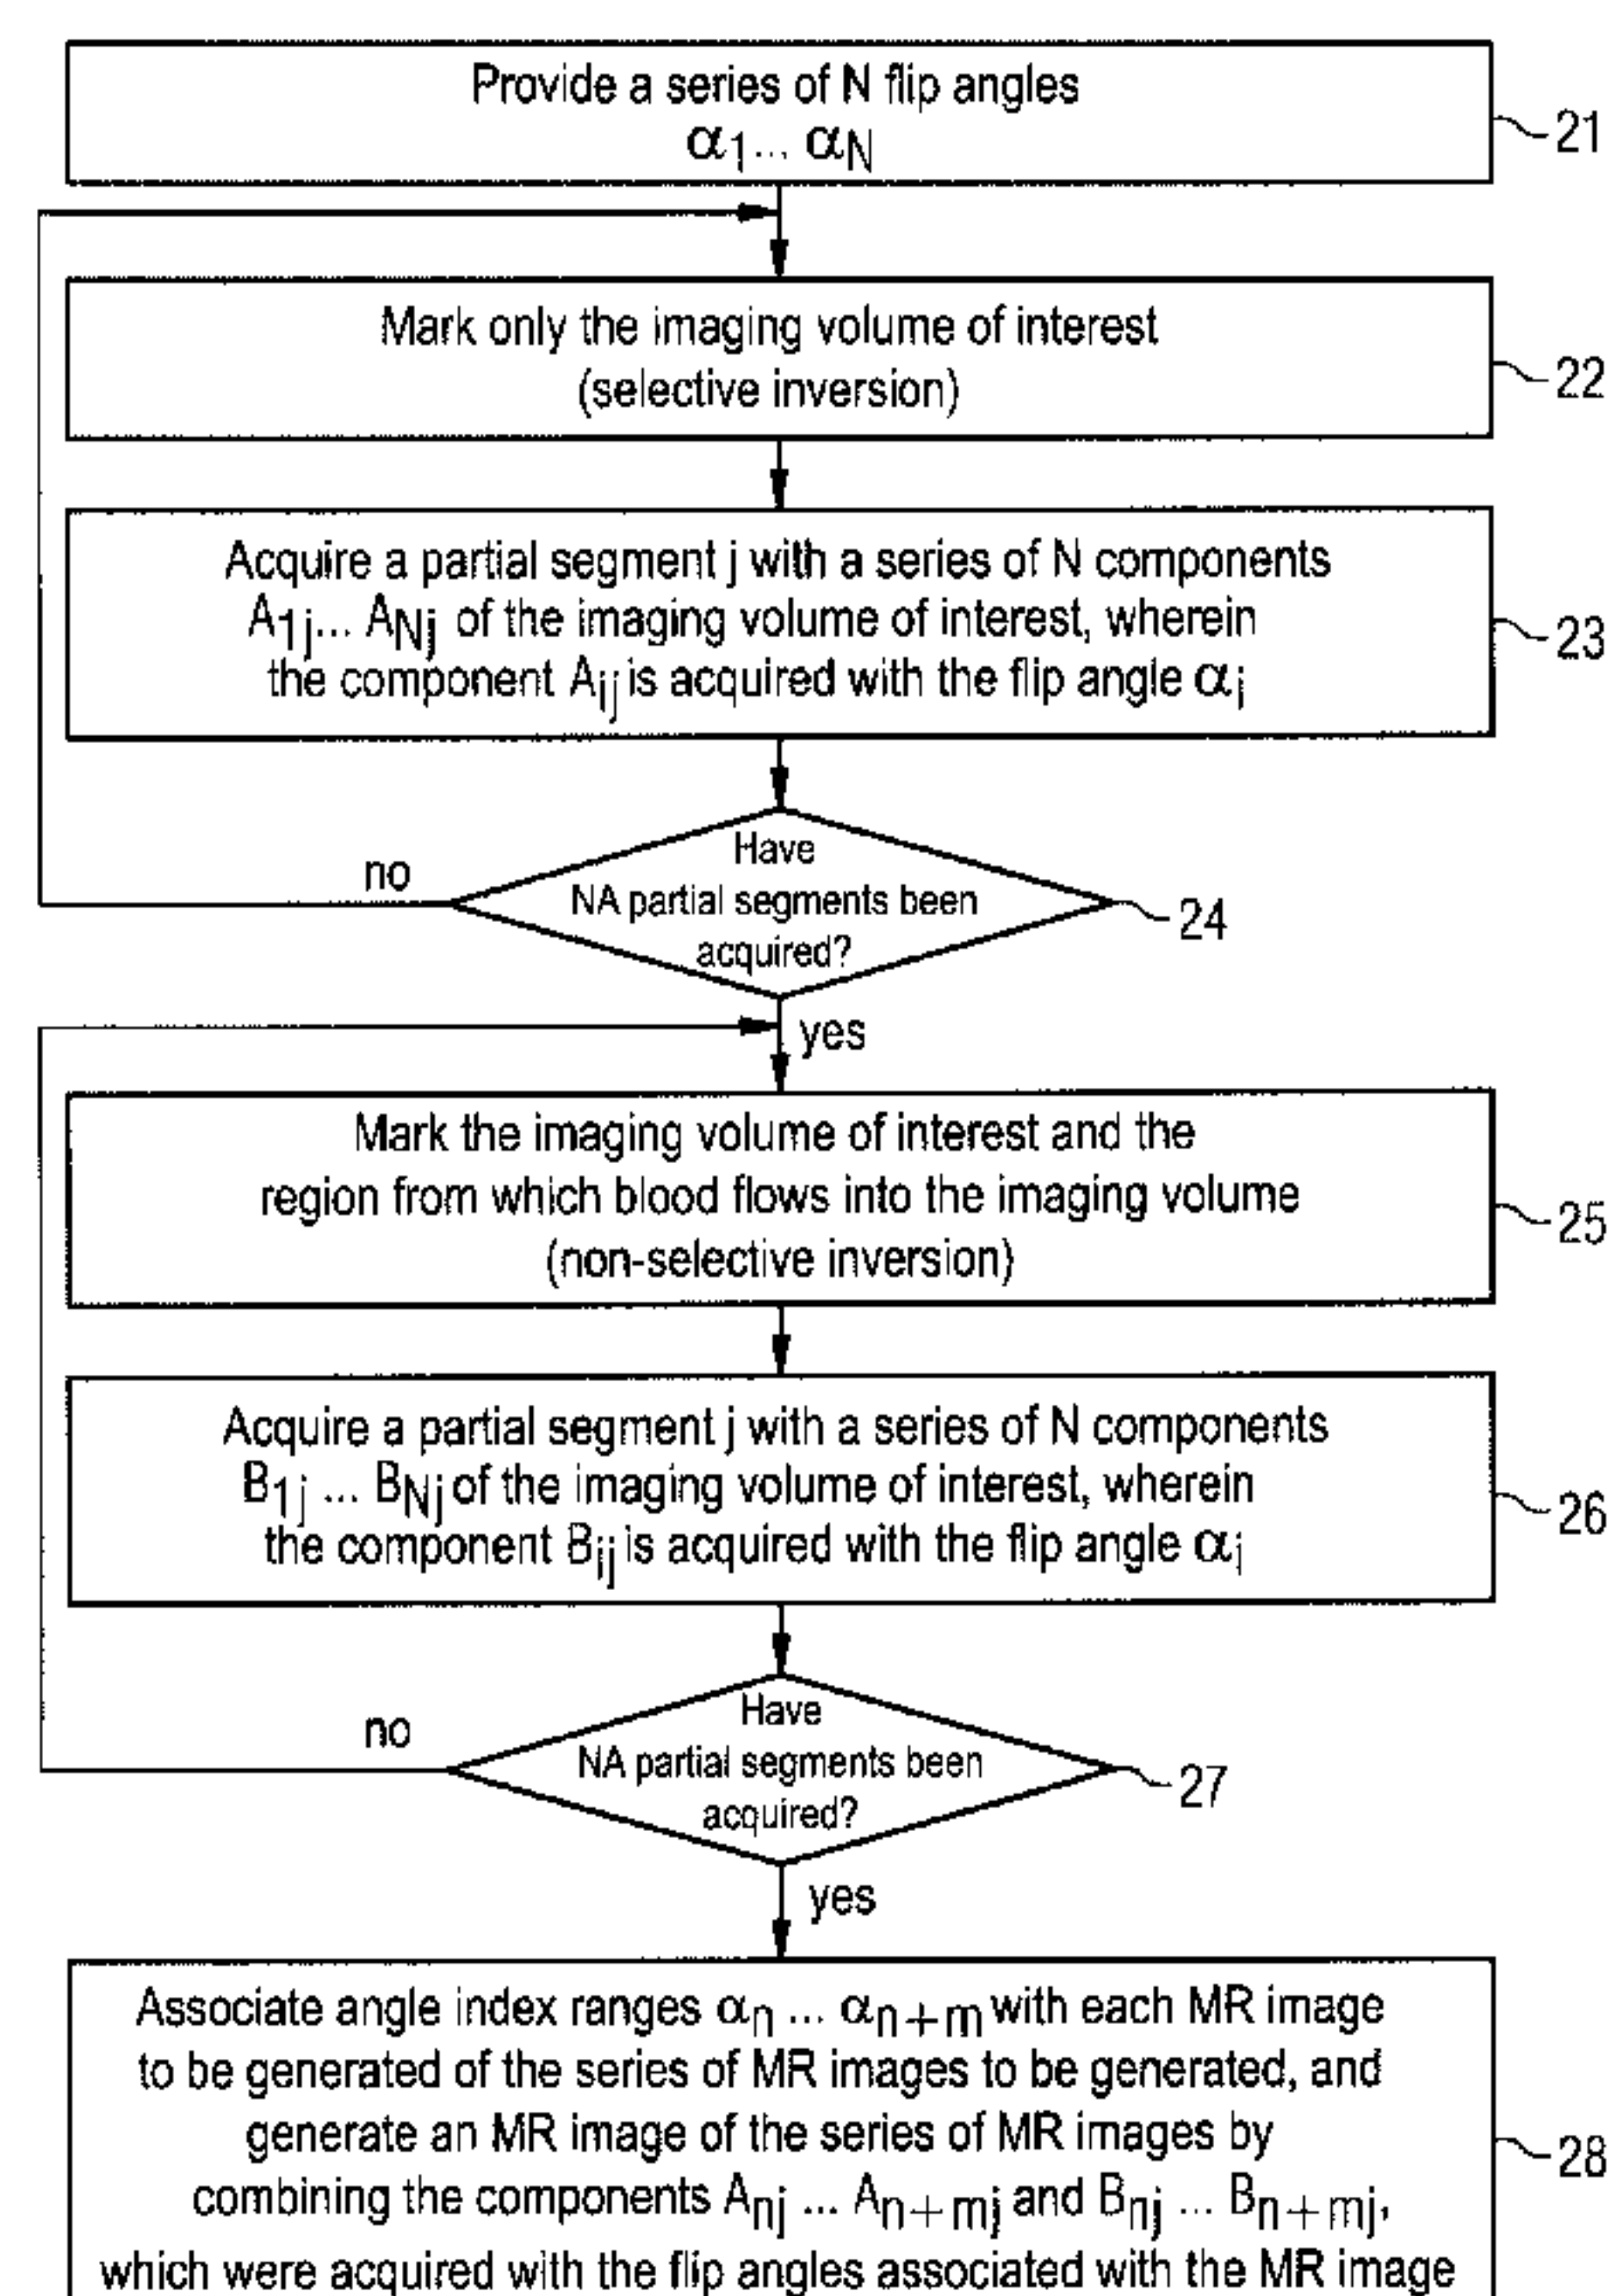 Provide a series of N flip angles
α1... αN
21
Mark only the imaging volume of interest
(selective inversion)
22
Acquire a partial segment j with a series of N components
A1j... ANj of the imaging volume of interest, wherein
the component Aij is acquired with the flip angle αi
23
Have
NA partial segments been
acquired?
24
no
yes
Mark the imaging volume of interest and the
region from which blood flows into the imaging volume
(non-selective inversion)
25
Acquire a partial segment j with a series of N components
B1j ... BNj of the imaging volume of interest, wherein
the component Bij is acquired with the flip angle αi
26
Have
NA partial segments been
acquired?
27
no
yes
Associate angle index ranges αn ... αn+m with each MR image
to be generated of the series of MR images to be generated, and
generate an MR image of the series of MR images by
combining the components Anj ... An+mj and Bnj ... Bn+mj,
which were acquired with the flip angles associated with the MR image
28